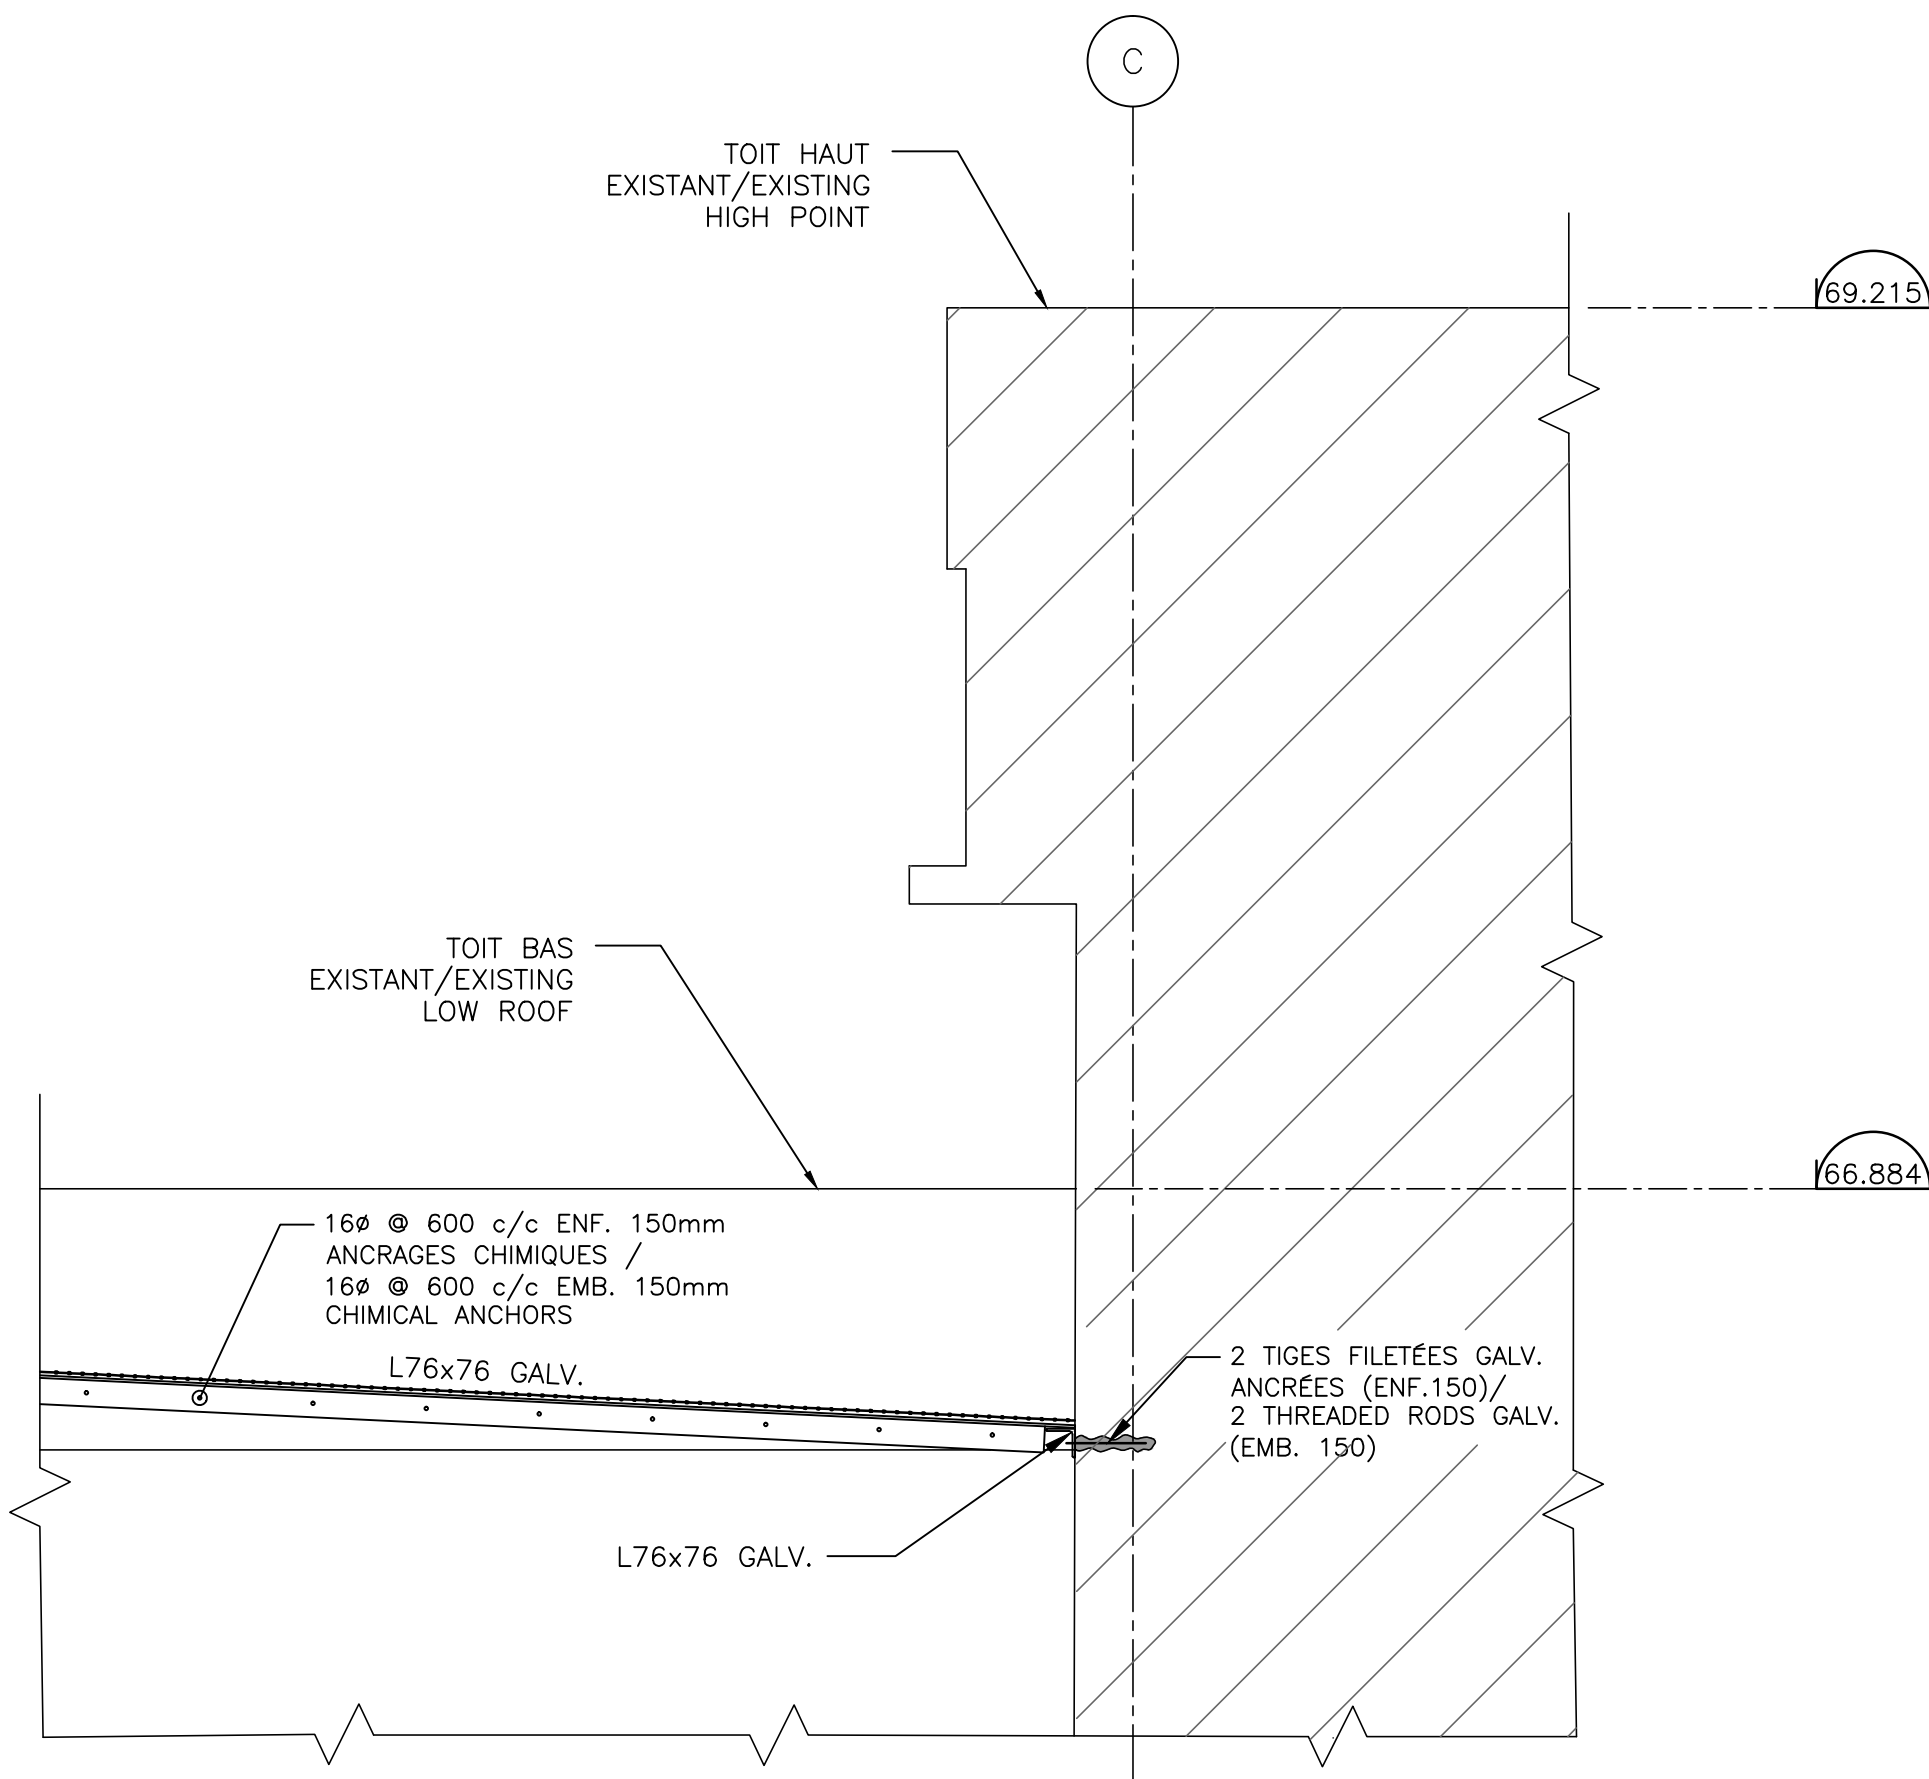 C
TOIT HAUT
EXISTANT/EXISTING
HIGH POINT
69.215
TOIT BAS
EXISTANT/EXISTING
LOW ROOF
66.884
16ø @ 600 c/c ENF. 150mm
ANCRAGES CHIMIQUES /
16ø @ 600 c/c EMB. 150mm
CHIMICAL ANCHORS
L76x76 GALV.
2 TIGES FILETÉES GALV.
ANCRÉES (ENF.150)/
2 THREADED RODS GALV.
(EMB. 150)
L76x76 GALV.